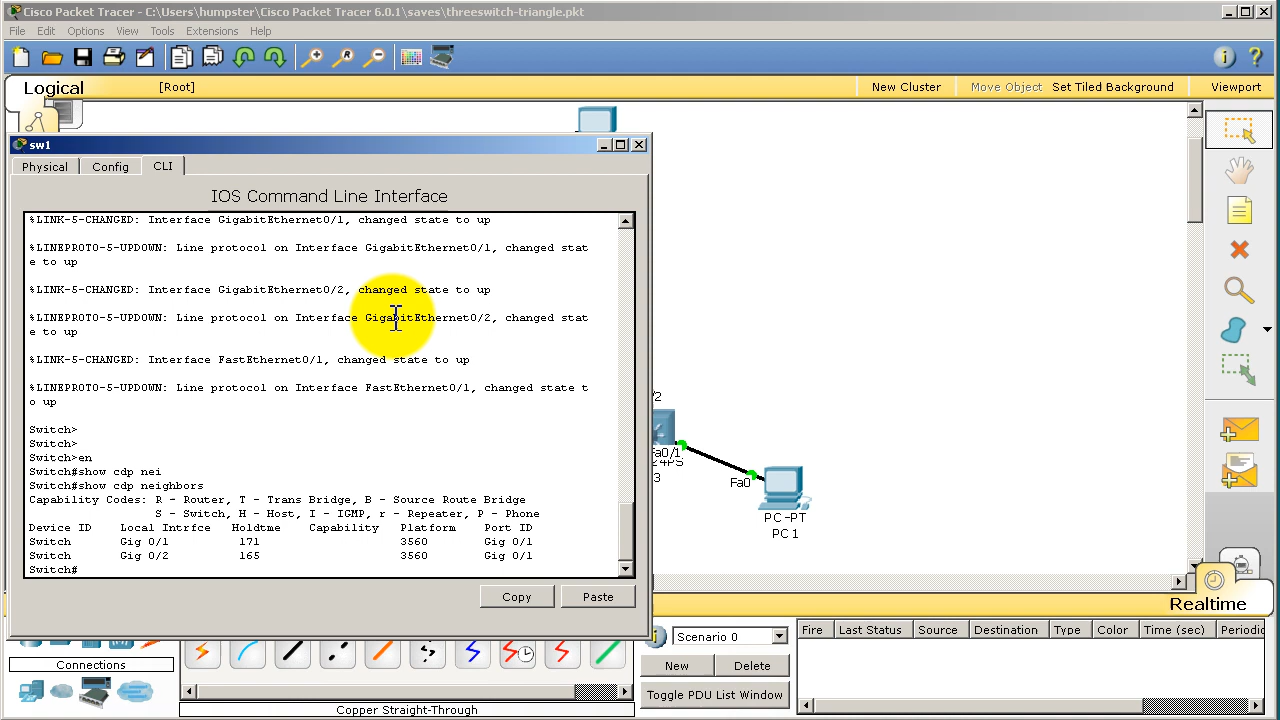 Cisco Packet Tracer - C:\Users\humpster\Cisco Packet Tracer 6.0.1\saves\threeswitch-triangle.pkt
File Edit Options View Tools Extensions Help
Logical [Root] New Cluster Move Object Set Tiled Background Viewport
sw1
Physical Config CLI
IOS Command Line Interface
%LINK-5-CHANGED: Interface GigabitEthernet0/1, changed state to up
%LINEPROTO-5-UPDOWN: Line protocol on Interface GigabitEthernet0/1, changed stat
e to up
%LINK-5-CHANGED: Interface GigabitEthernet0/2, changed state to up
%LINEPROTO-5-UPDOWN: Line protocol on Interface GigabitEthernet0/2, changed stat
e to up
%LINK-5-CHANGED: Interface FastEthernet0/1, changed state to up
%LINEPROTO-5-UPDOWN: Line protocol on Interface FastEthernet0/1, changed state t
o up
Switch>
Switch>
Switch>en
Switch#show cdp nei
Switch#show cdp neighbors
Capability Codes: R - Router, T - Trans Bridge, B - Source Route Bridge
S - Switch, H - Host, I - IGMP, r - Repeater, P - Phone
Device ID Local Intrfce Holdtme Capability Platform Port ID
Switch Gig 0/1 171 3560 Gig 0/1
Switch Gig 0/2 165 3560 Gig 0/1
Switch#
Copy Paste
/2
Fa0/1
24PS
3
Fa0
PC-PT
PC1
Realtime
Connections
Copper Straight-Through
Scenario 0
New Delete
Toggle PDU List Window
Fire Last Status Source Destination Type Color Time (sec) Periodic